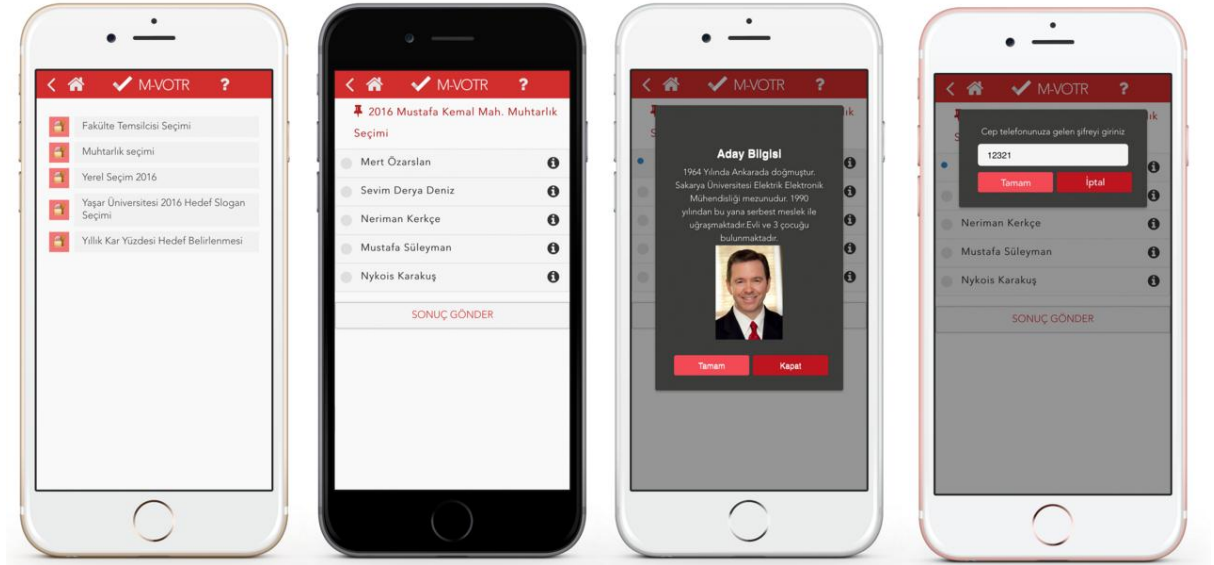 M-VOTR ?
Fakülte Temsilcisi Seçimi
Muhtarlık seçimi
Yerel Seçim 2016
Yaşar Üniversitesi 2016 Hedef Slogan
Seçimi
Yıllık Kar Yüzdesi Hedef Belirlenmesi
M-VOTR ?
2016 Mustafa Kemal Mah. Muhtarlık
Seçimi
Mert Özarslan
Sevim Derya Deniz
Neriman Kerkçe
Mustafa Süleyman
Nykois Karakuş
SONUÇ GÖNDER
M-VOTR ?
ık
S
Aday Bilgisi
1964 Yılında Ankarada doğmuştur.
Sakarya Üniversitesi Elektrik Elektronik
Mühendisliği mezunudur. 1990
yılından bu yana serbest meslek ile
uğraşmaktadır.Evli ve 3 çocuğu
bulunmaktadır.
Tamam Kapat
M-VOTR ?
ık
S
Cep telefonunuza gelen şifreyi giriniz
12321
Tamam İptal
Neriman Kerkçe
Mustafa Süleyman
Nykois Karakuş
SONUÇ GÖNDER